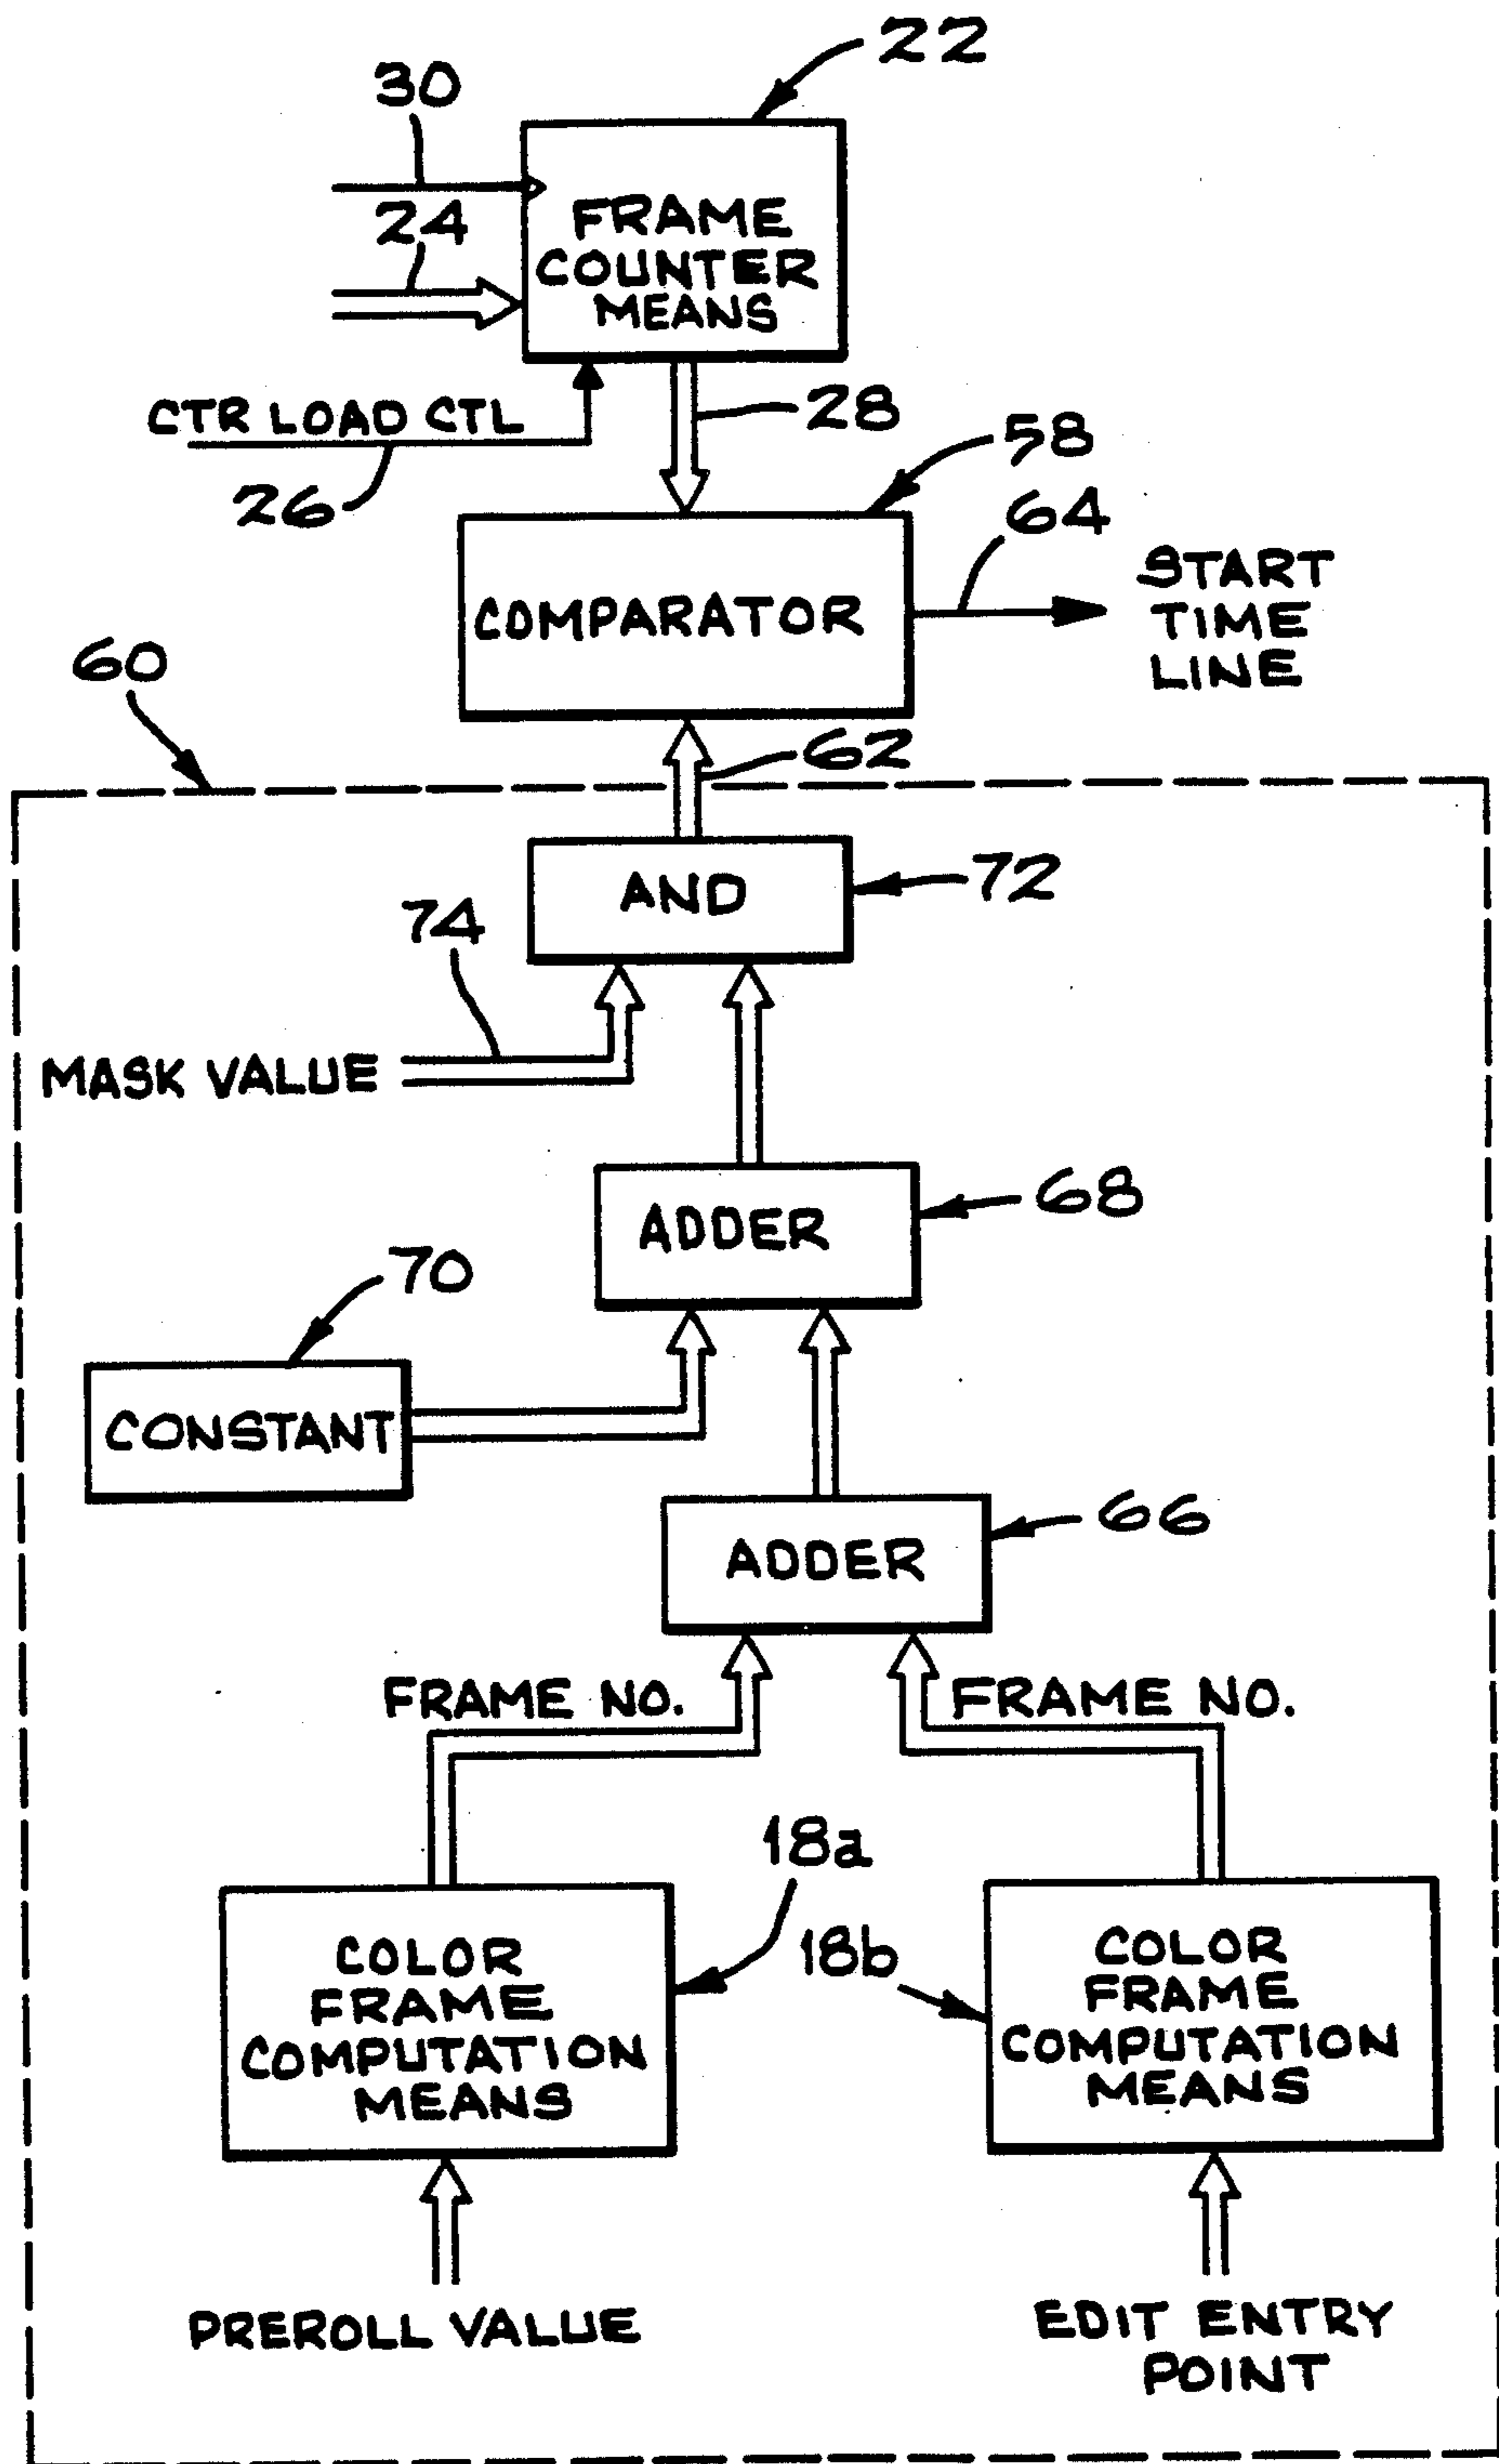 22
30
24
FRAME
COUNTER
MEANS
CTR LOAD CTL
26
28
58
64
COMPARATOR
START
TIME
LINE
60
62
AND
72
74
MASK VALUE
ADDER
68
70
CONSTANT
ADDER
66
FRAME NO.
FRAME NO.
18a
18b
COLOR
FRAME
COMPUTATION
MEANS
COLOR
FRAME
COMPUTATION
MEANS
PREROLL VALUE
EDIT ENTRY
POINT